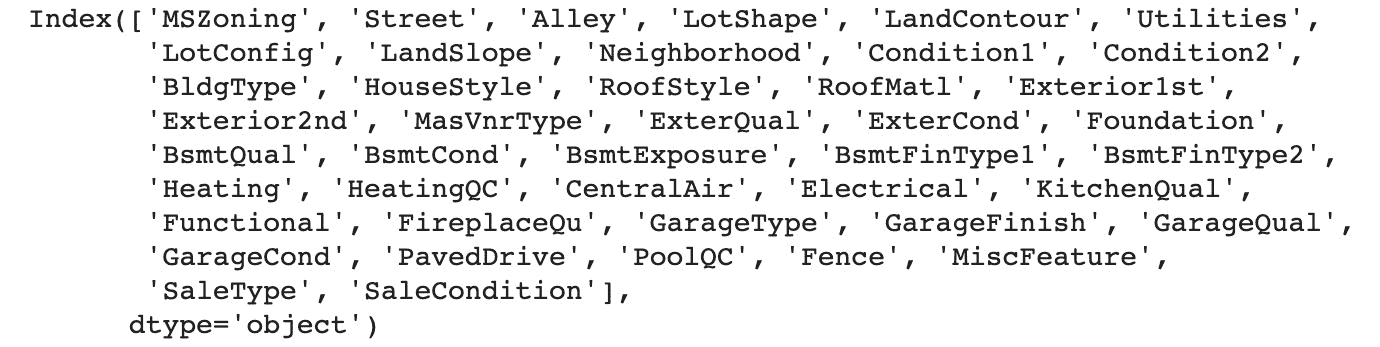 Index(['MSZoning', 'Street', 'Alley', 'LotShape', 'LandContour', 'Utilities',
'LotConfig', 'LandSlope', 'Neighborhood', 'Condition1', 'Condition2',
'BldgType', 'HouseStyle', 'RoofStyle', 'RoofMatl', 'Exterior1st',
'Exterior2nd', 'MasVnrType', 'ExterQual', 'ExterCond', 'Foundation',
'BsmtQual', 'BsmtCond', 'BsmtExposure', 'BsmtFinType1', 'BsmtFinType2',
'Heating', 'HeatingQC', 'CentralAir', 'Electrical', 'KitchenQual',
'Functional', 'FireplaceQu', 'GarageType', 'GarageFinish', 'GarageQual',
'GarageCond', 'PavedDrive', 'PoolQC', 'Fence', 'MiscFeature',
'SaleType', 'SaleCondition'],
dtype='object')